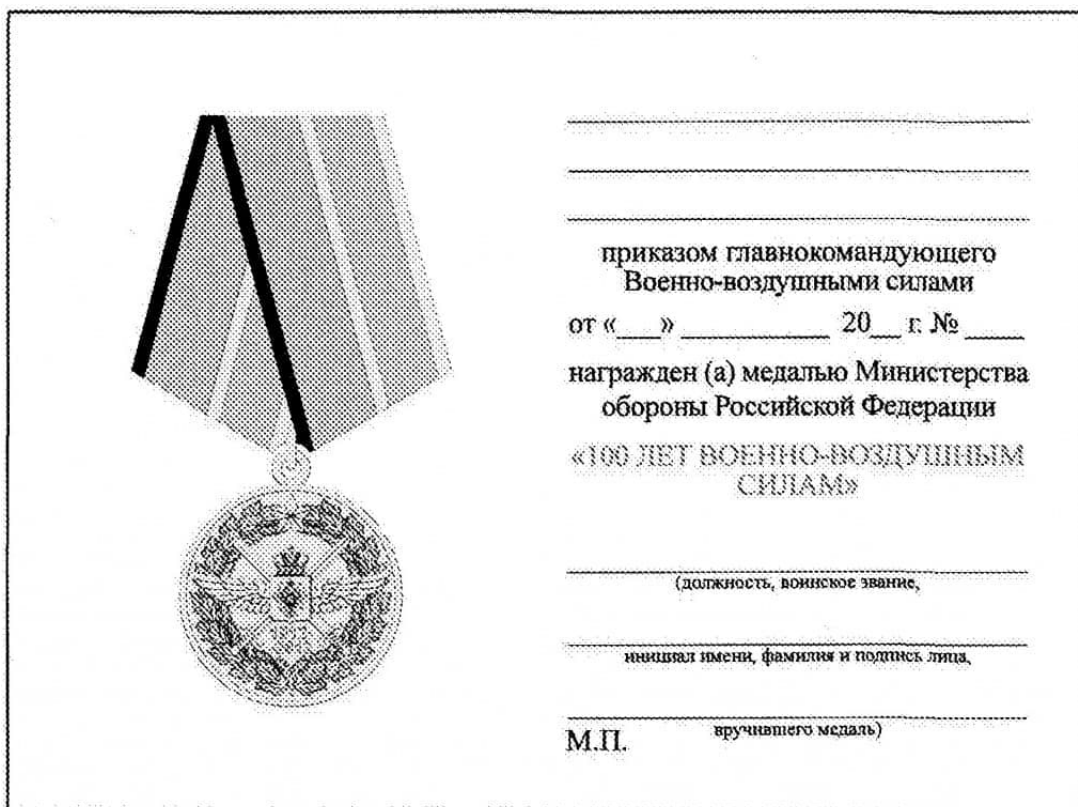 приказом главнокомандующего
Военно-воздушными силами
от «___» __________ 20__ г. № ____
награжден (а) медалью Министерства
обороны Российской Федерации
«100 ЛЕТ ВОЕННО-ВОЗДУШНЫМ
СИЛАМ»
(должность, воинское звание,
инициал имени, фамилия и подпись лица,
вручившего медаль)
М.П.